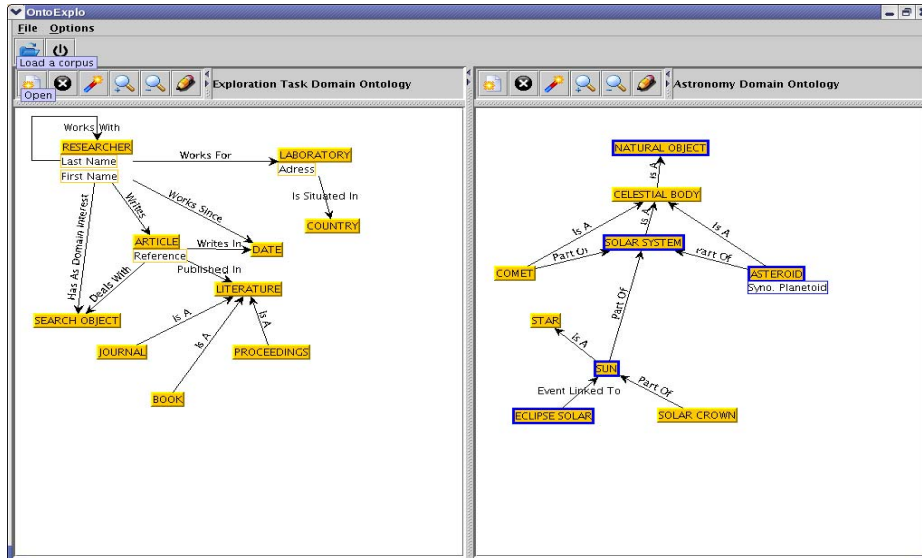 OntoExplo
File Options
Load a corpus
Open
Exploration Task Domain Ontology
Works With
RESEARCHER
Last Name
First Name
Works For
LABORATORY
Adress
Is Situated In
COUNTRY
Writes
Works Since
Has As Domain Interest
ARTICLE
Reference
Writes In
DATE
Published In
Deals With
LITERATURE
SEARCH OBJECT
Is A
Is A
Is A
JOURNAL
PROCEEDINGS
BOOK
Astronomy Domain Ontology
NATURAL OBJECT
Is A
CELESTIAL BODY
Is A
Is A
Is A
SOLAR SYSTEM
Part Of
Part Of
COMET
ASTEROID
Syno. Planetoid
Part Of
STAR
Is A
SUN
Event Linked To
Part Of
ECLIPSE SOLAR
SOLAR CROWN